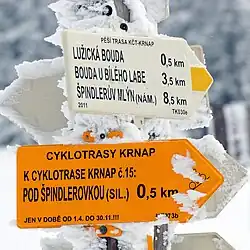 PĚŠÍ TRASA KČT-KRNAP
LUŽICKÁ BOUDA 0,5 km
BOUDA U BÍLÉHO LABE 3,5 km
ŠPINDLERŮV MLÝN (NÁM.) 8,5 km
2011
CYKLOTRASY KRNAP
K CYKLOTRASE KRNAP č.15:
POD ŠPINDLEROVKOU (SIL.) 0,5 km
JEN V DOBĚ OD 1.4. DO 30.11.!!!